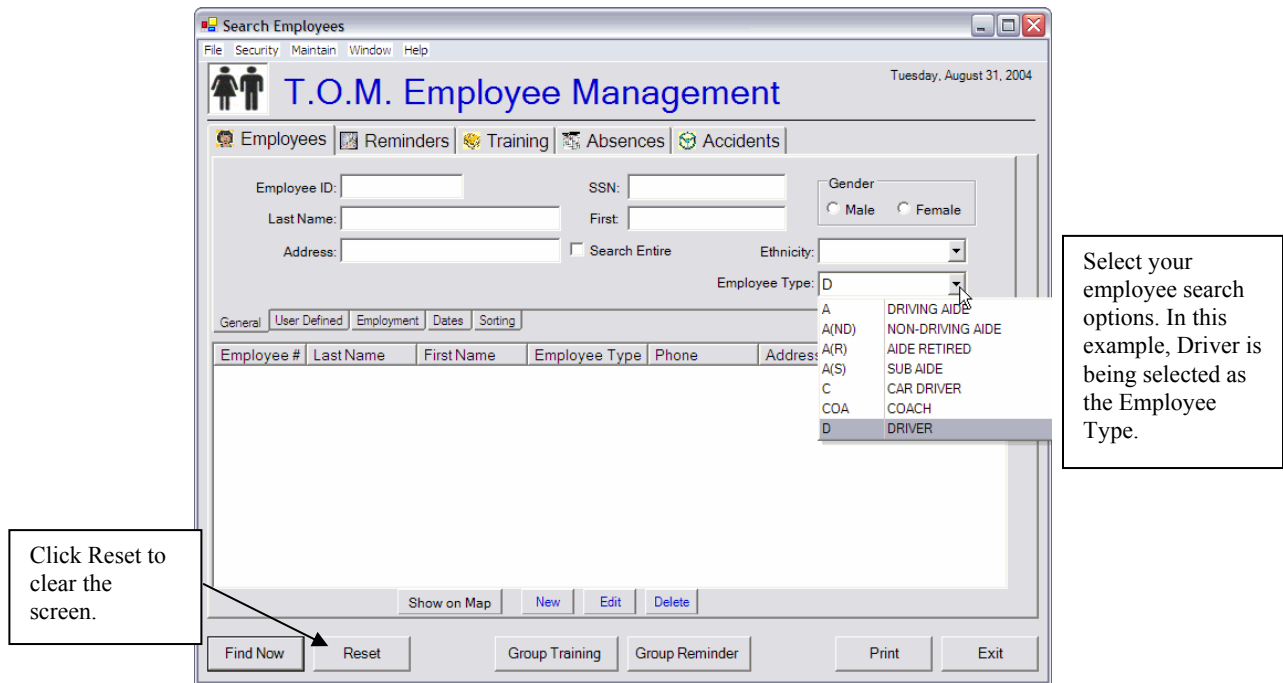 Search Employees
File Security Maintain Window Help
T.O.M. Employee Management
Tuesday, August 31, 2004
Employees Reminders Training Absences Accidents
Employee ID: SSN: Gender
Male Female
Last Name: First:
Address: Search Entire Ethnicity:
Employee Type: D
A DRIVING AIDE
A(ND) NON-DRIVING AIDE
A(R) AIDE RETIRED
A(S) SUB AIDE
C CAR DRIVER
COA COACH
D DRIVER
General User Defined Employment Dates Sorting
Employee # Last Name First Name Employee Type Phone Address
Select your
employee search
options. In this
example, Driver is
being selected as
the Employee
Type.
Click Reset to
clear the
screen.
Show on Map New Edit Delete
Find Now Reset Group Training Group Reminder Print Exit